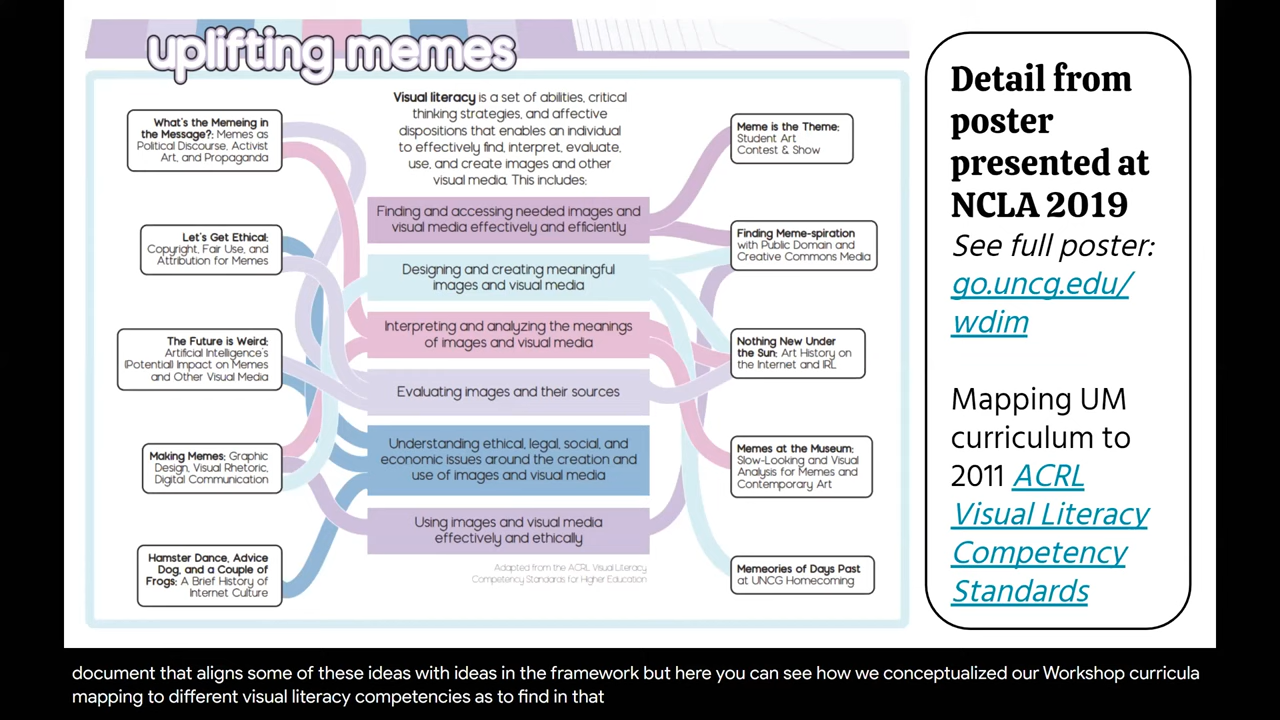 uplifting memes
What's the Memeing in
the Message?: Memes as
Political Discourse, Activist
Art, and Propaganda
Let's Get Ethical:
Copyright, Fair Use, and
Attribution for Memes
The Future is Weird:
Artificial Intelligence's
(Potential) Impact on Memes
and Other Visual Media
Making Memes: Graphic
Design, Visual Rhetoric,
Digital Communication
Hamster Dance, Advice
Dog, and a Couple of
Frogs: A Brief History of
Internet Culture
Visual literacy is a set of abilities, critical
thinking strategies, and affective
dispositions that enables an individual
to effectively find, interpret, evaluate,
use, and create images and other
visual media. This includes:
Finding and accessing needed images and
visual media effectively and efficiently
Designing and creating meaningful
images and visual media
Interpreting and analyzing the meanings
of images and visual media
Evaluating images and their sources
Understanding ethical, legal, social, and
economic issues around the creation and
use of images and visual media
Using images and visual media
effectively and ethically
Adapted from the ACRL Visual Literacy
Competency Standards for Higher Education
Meme is the Theme:
Student Art
Contest & Show
Finding Meme-spiration
with Public Domain and
Creative Commons Media
Nothing New Under
the Sun: Art History on
the Internet and IRL
Memes at the Museum:
Slow-Looking and Visual
Analysis for Memes and
Contemporary Art
Memeories of Days Past
at UNCG Homecoming
Detail from
poster
presented at
NCLA 2019
See full poster:
go.uncg.edu/
wdim
Mapping UM
curriculum to
2011 ACRL
Visual Literacy
Competency
Standards
document that aligns some of these ideas with ideas in the framework but here you can see how we conceptualized our Workshop curricula
mapping to different visual literacy competencies as to find in that